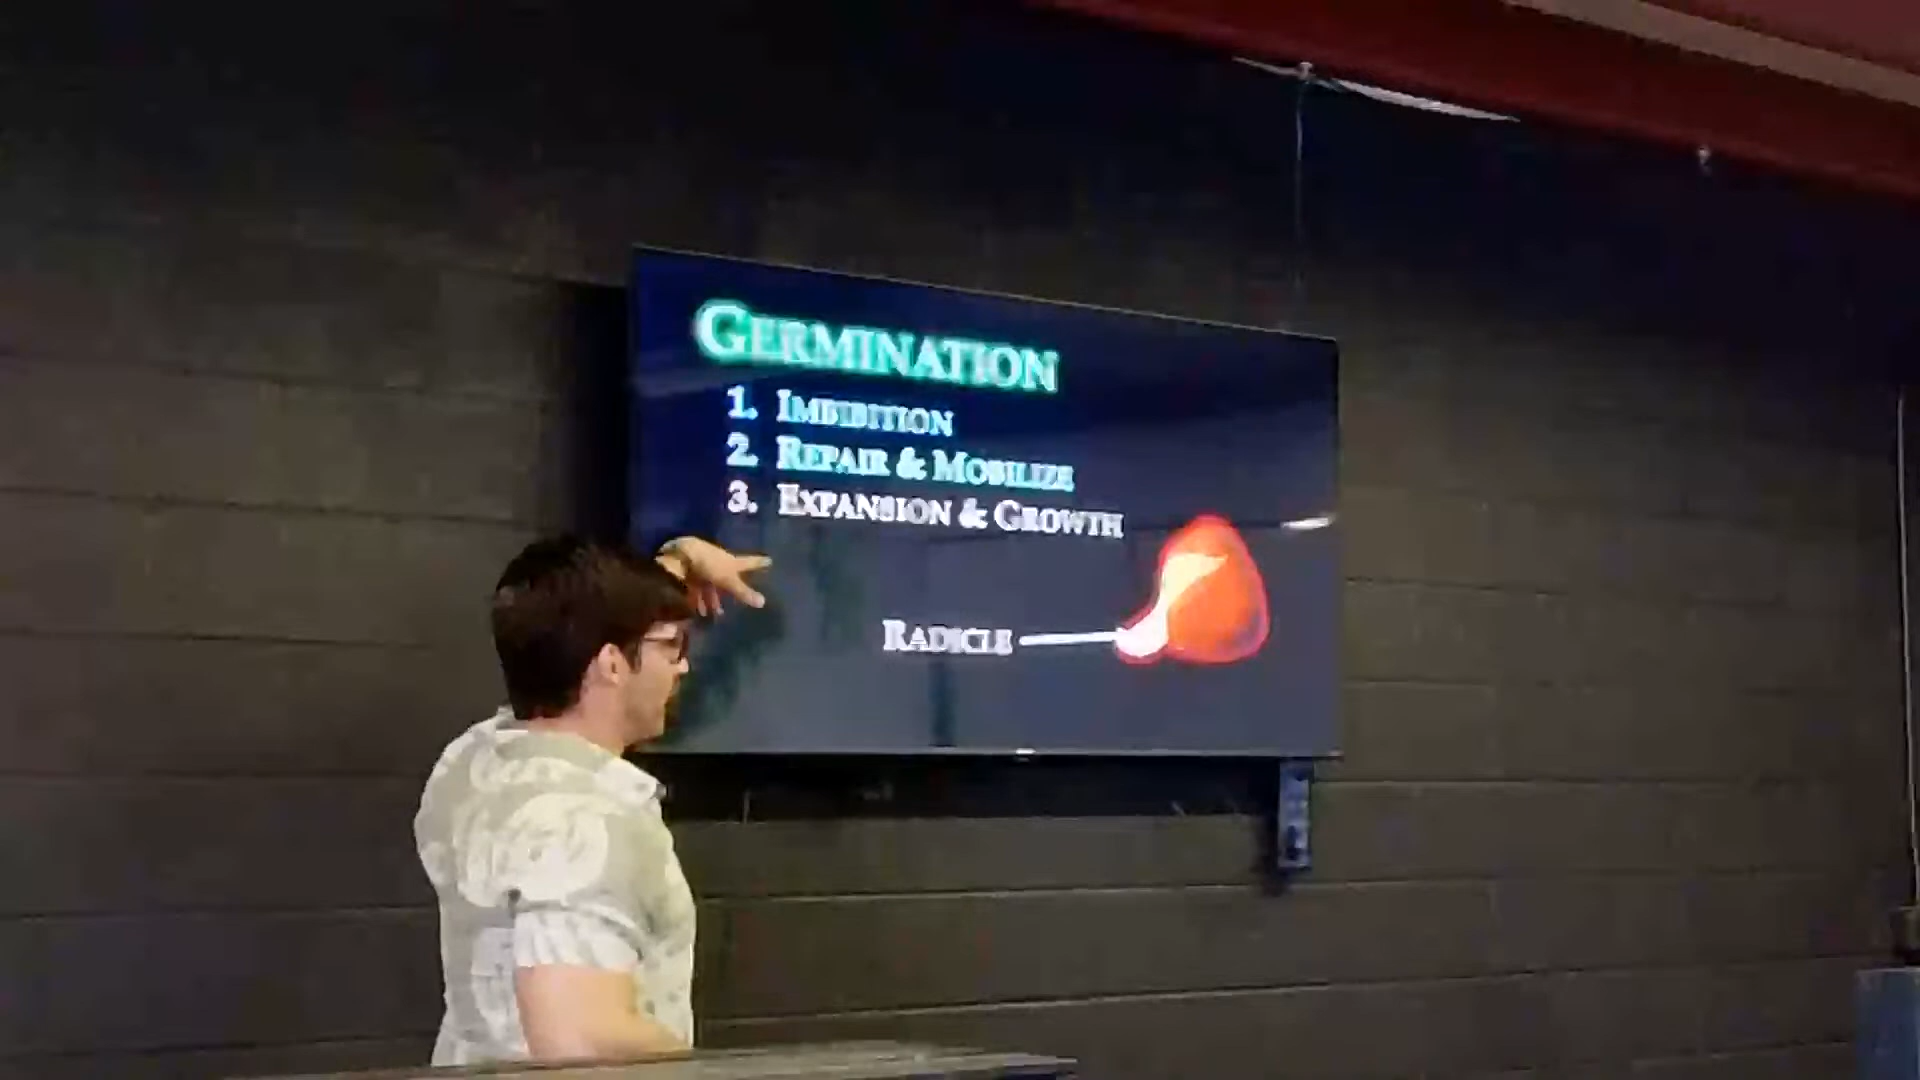 GERMINATION
1. IMBIBITION
2. REPAIR & MOBILIZE
3. EXPANSION & GROWTH
RADICLE